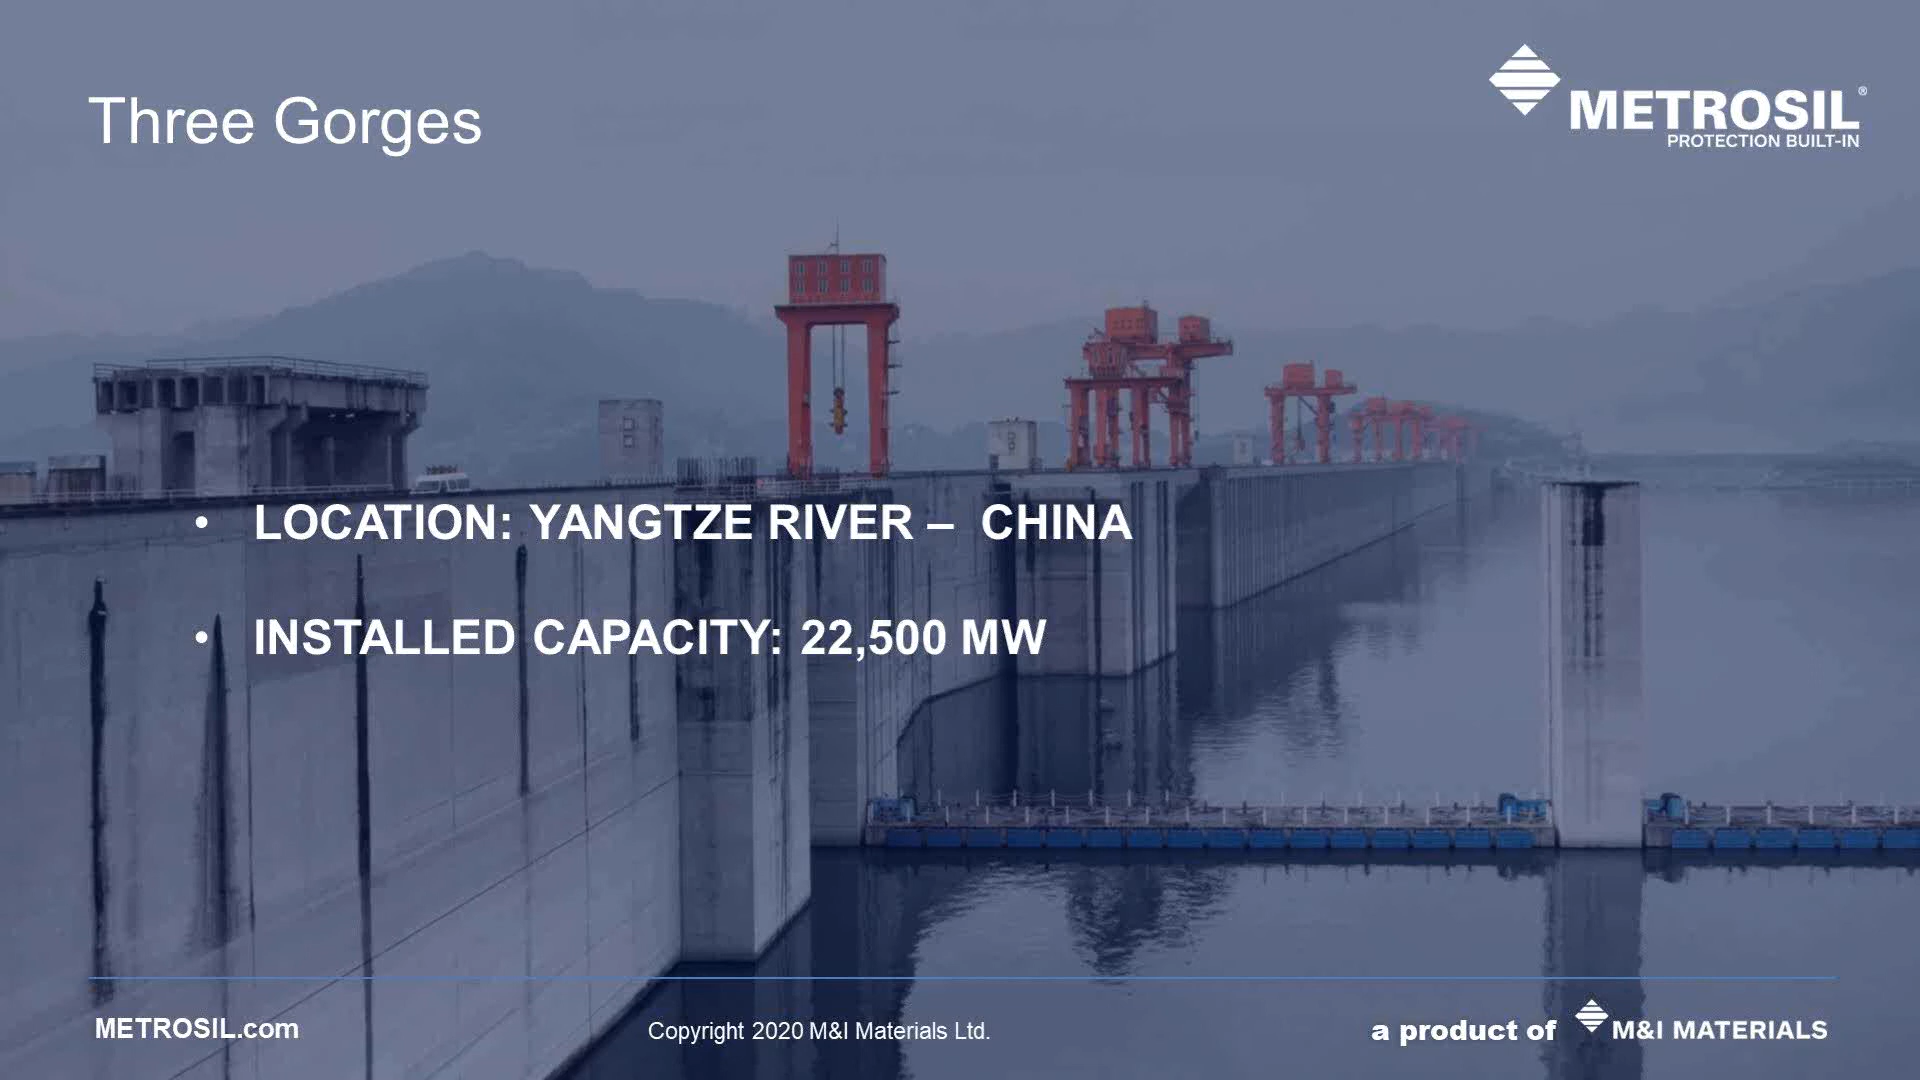 Three Gorges
METROSIL®
PROTECTION BUILT-IN
• LOCATION: YANGTZE RIVER – CHINA
• INSTALLED CAPACITY: 22,500 MW
METROSIL.com
Copyright 2020 M&I Materials Ltd.
a product of M&I MATERIALS